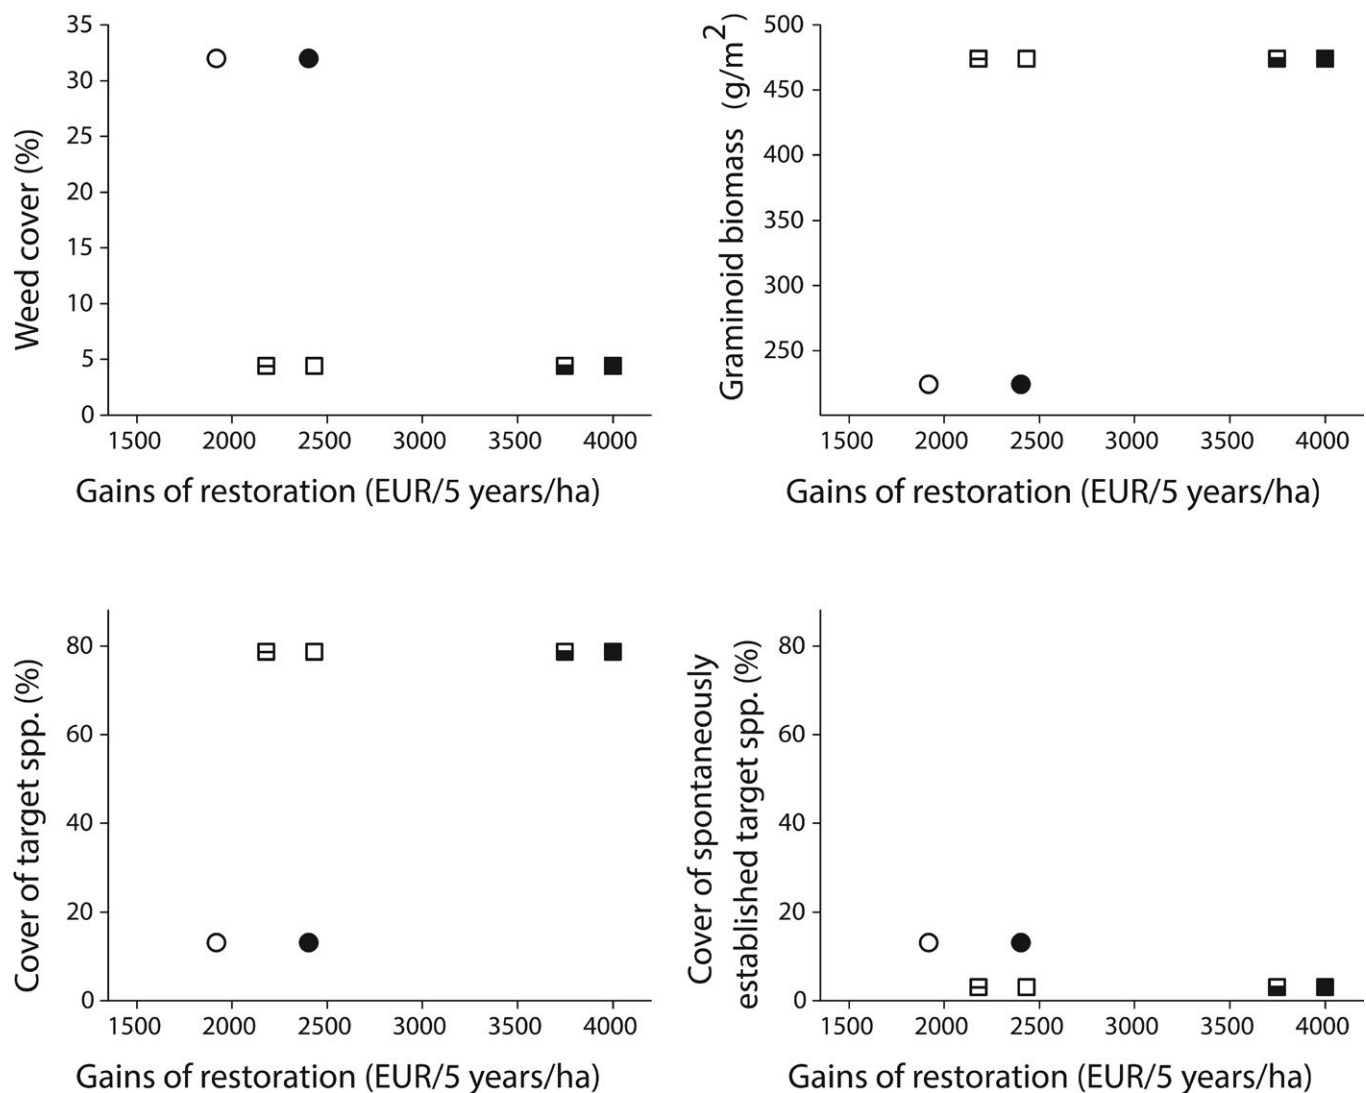 Weed cover (%)
35
30
25
20
15
10
5
0
1500 2000 2500 3000 3500 4000
Gains of restoration (EUR/5 years/ha)
Graminoid biomass (g/m²)
500
450
400
350
300
250
1500 2000 2500 3000 3500 4000
Gains of restoration (EUR/5 years/ha)
Cover of target spp. (%)
80
60
40
20
0
1500 2000 2500 3000 3500 4000
Gains of restoration (EUR/5 years/ha)
Cover of spontaneously
established target spp. (%)
80
60
40
20
0
1500 2000 2500 3000 3500 4000
Gains of restoration (EUR/5 years/ha)